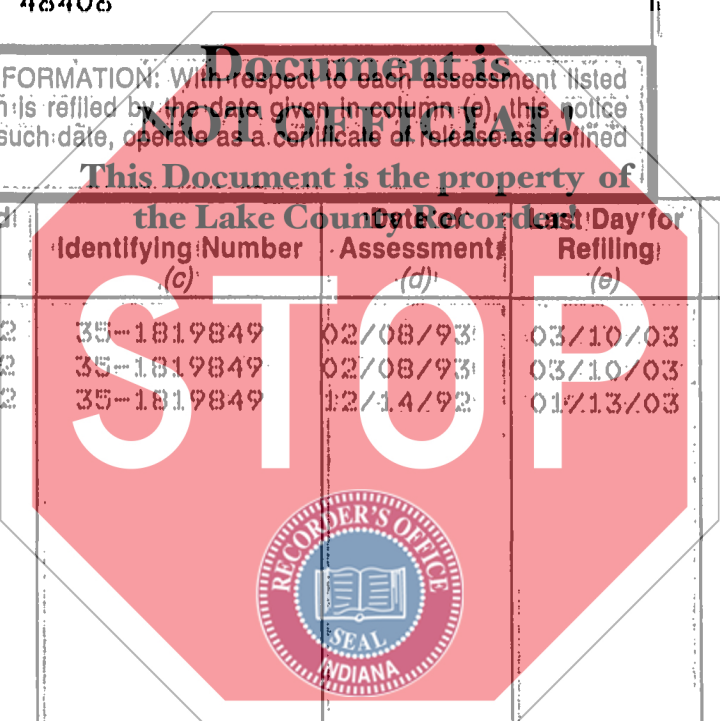 48408
Document is
FORMATION: With respect to each assessment listed
is refiled by the date given in column (e), this notice
NOT OFFICIAL!
such date, operate as a certificate of release as defined
This Document is the property of
the Lake County Recorder!
Identifying Number
(c)
Date of
Assessment
(d)
Last Day for
Refiling
(e)
2 35-1819849 02/08/93 03/10/03
2 35-1819849 02/08/93 03/10/03
2 35-1819849 12/14/92 01/13/03
STOP
RECORDER'S OFFICE
SEAL
INDIANA